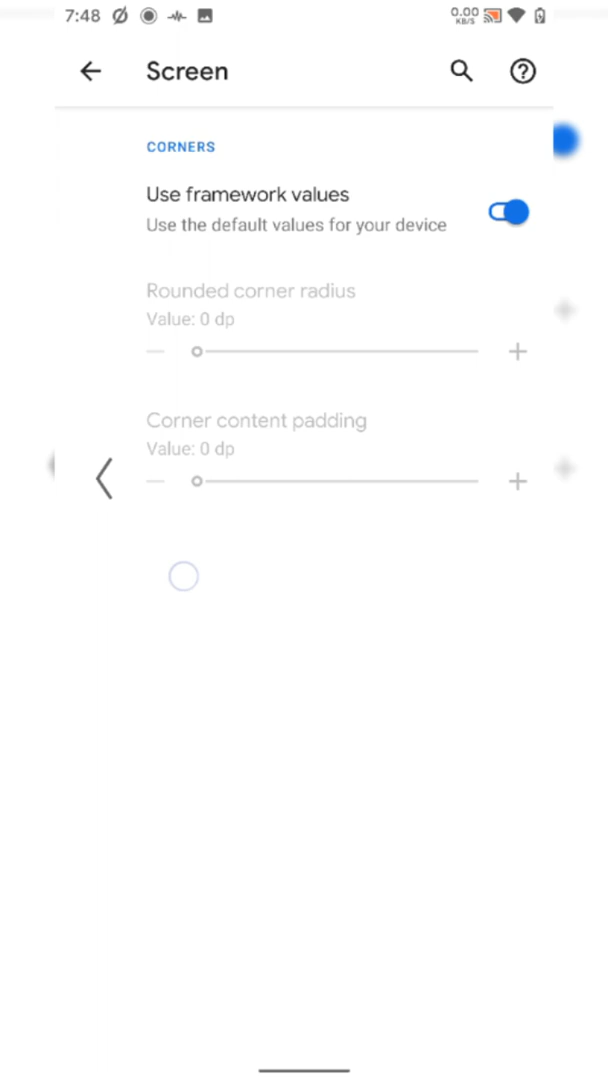 7:48
0.00
KB/S
Screen
CORNERS
Use framework values
Use the default values for your device
Rounded corner radius
Value: 0 dp
Corner content padding
Value: 0 dp